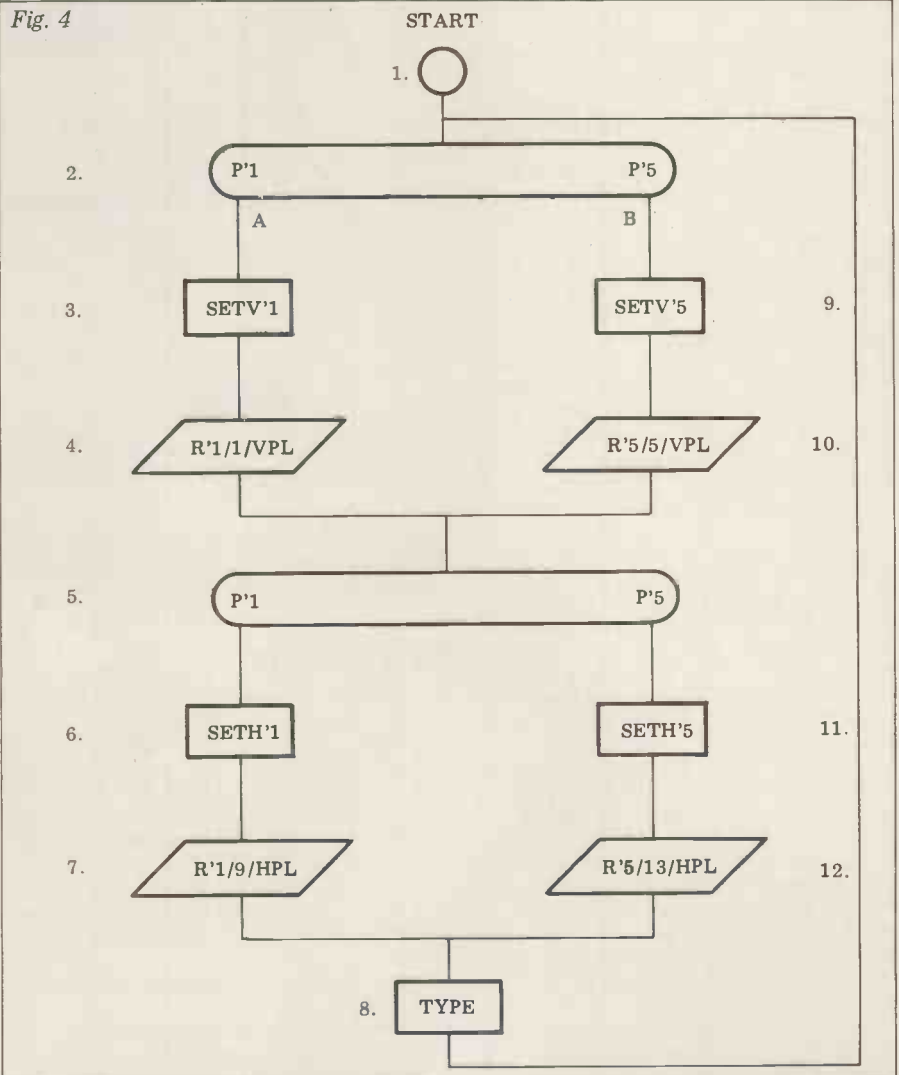 Fig. 4
START
1.
2. P'1 P'5
A B
3. SETV'1 SETV'5 9.
4. R'1/1/VPL R'5/5/VPL 10.
5. P'1 P'5
6. SETH'1 SETH'5 11.
7. R'1/9/HPL R'5/13/HPL 12.
8. TYPE